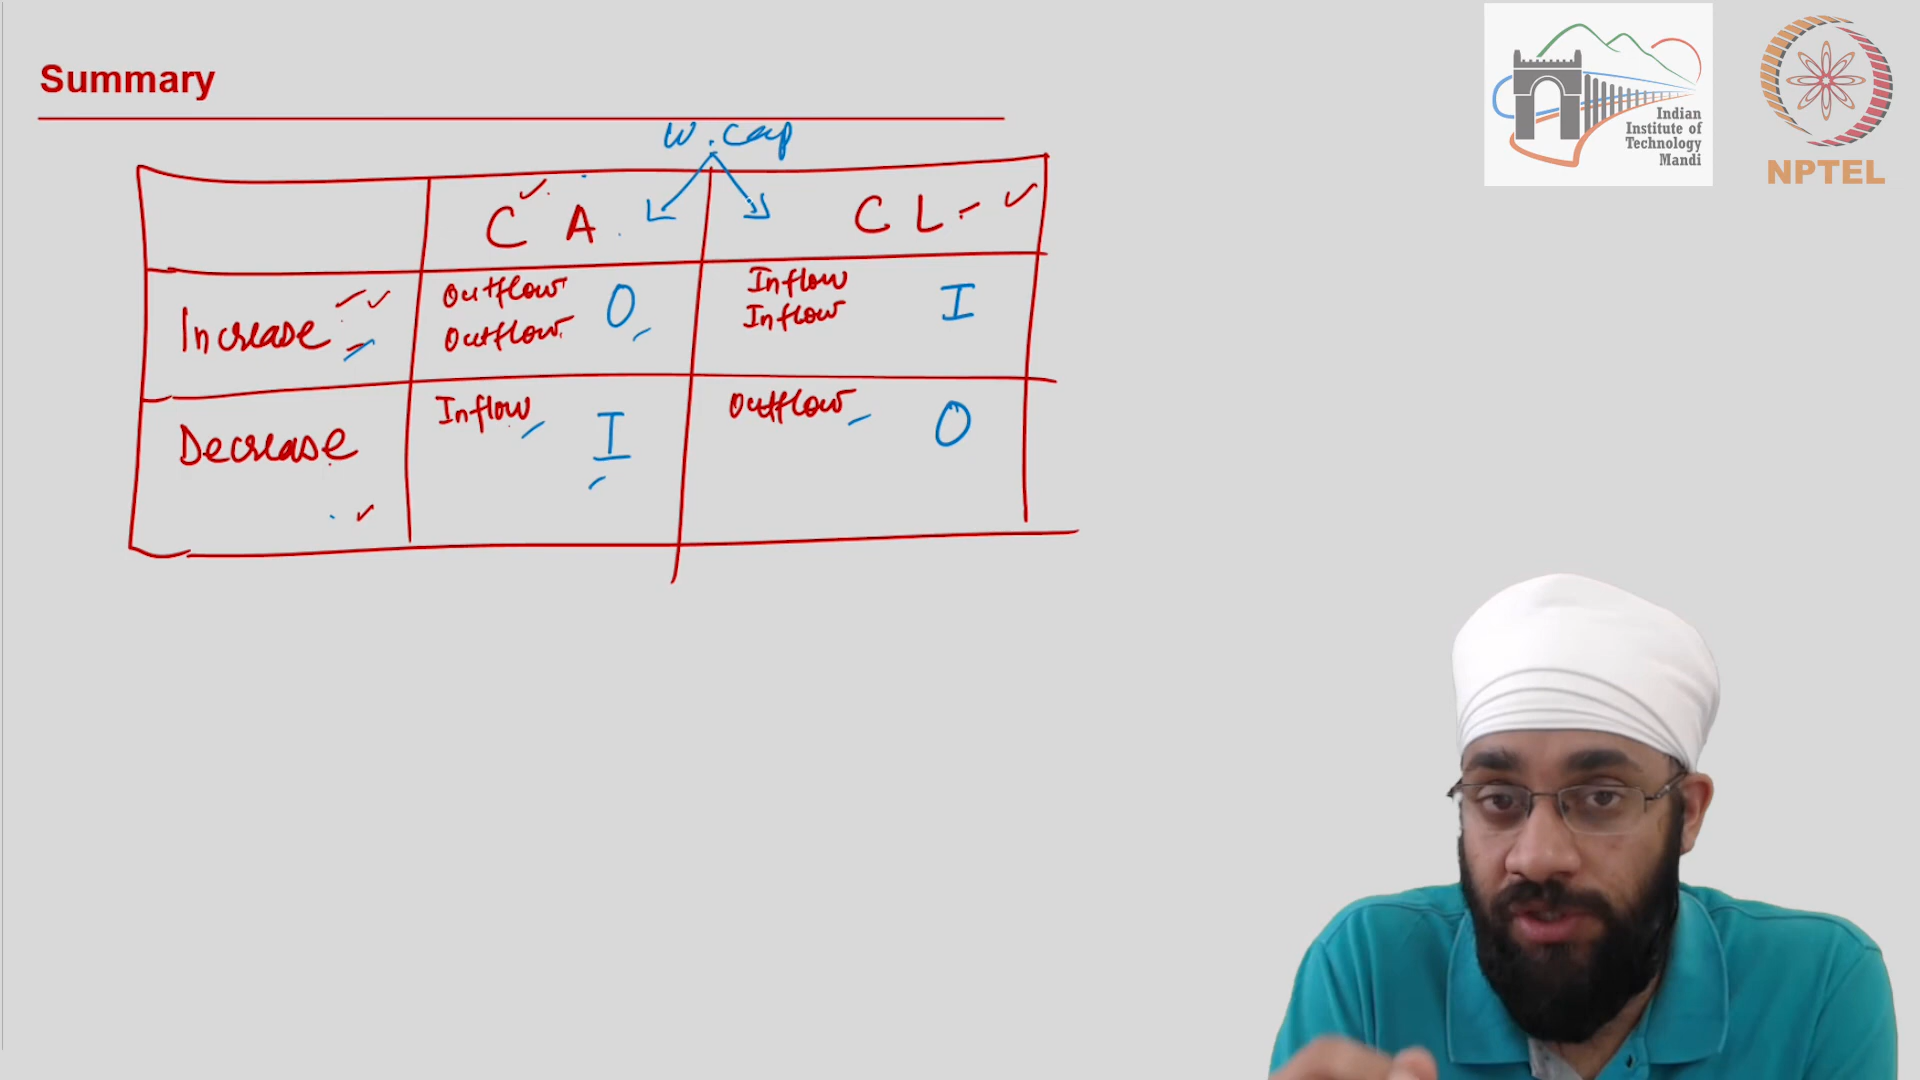 Summary
W. Cap
C A
C L
Increase
Outflow O
Outflow
Inflow I
Inflow
Decrease
Inflow I
Outflow O
Indian
Institute of
Technology
Mandi
NPTEL